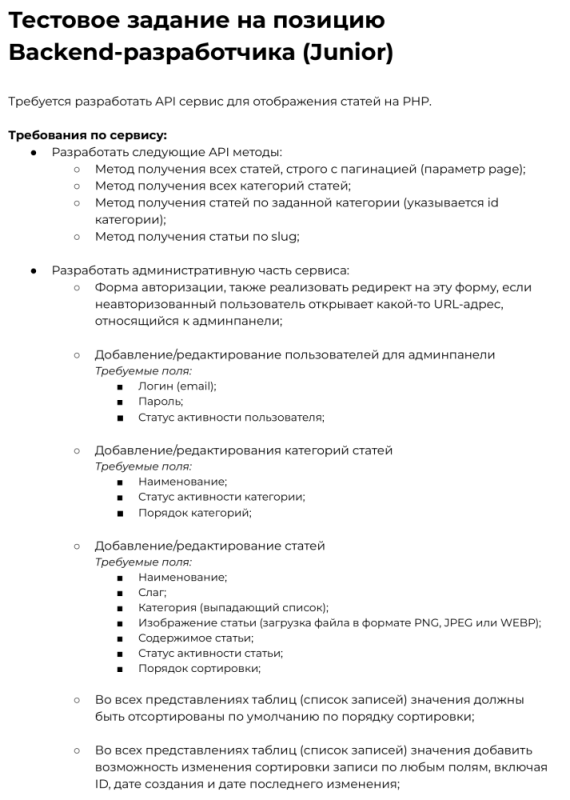 Тестовое задание на позицию
Backend-разработчика (Junior)
Требуется разработать API сервис для отображения статей на PHP.
Требования по сервису:
● Разработать следующие API методы:
○ Метод получения всех статей, строго с пагинацией (параметр page);
○ Метод получения всех категорий статей;
○ Метод получения статей по заданной категории (указывается id
категории);
○ Метод получения статьи по slug;
● Разработать административную часть сервиса:
○ Форма авторизации, также реализовать редирект на эту форму, если
неавторизованный пользователь открывает какой-то URL-адрес,
относящийся к админпанели;
○ Добавление/редактирование пользователей для админпанели
Требуемые поля:
■ Логин (email);
■ Пароль;
■ Статус активности пользователя;
○ Добавление/редактирования категорий статей
Требуемые поля:
■ Наименование;
■ Статус активности категории;
■ Порядок категорий;
○ Добавление/редактирование статей
Требуемые поля:
■ Наименование;
■ Слаг;
■ Категория (выпадающий список);
■ Изображение статьи (загрузка файла в формате PNG, JPEG или WEBP);
■ Содержимое статьи;
■ Статус активности статьи;
■ Порядок сортировки;
○ Во всех представлениях таблиц (список записей) значения должны
быть отсортированы по умолчанию по порядку сортировки;
○ Во всех представлениях таблиц (список записей) значения добавить
возможность изменения сортировки записи по любым полям, включая
ID, дате создания и дате последнего изменения;